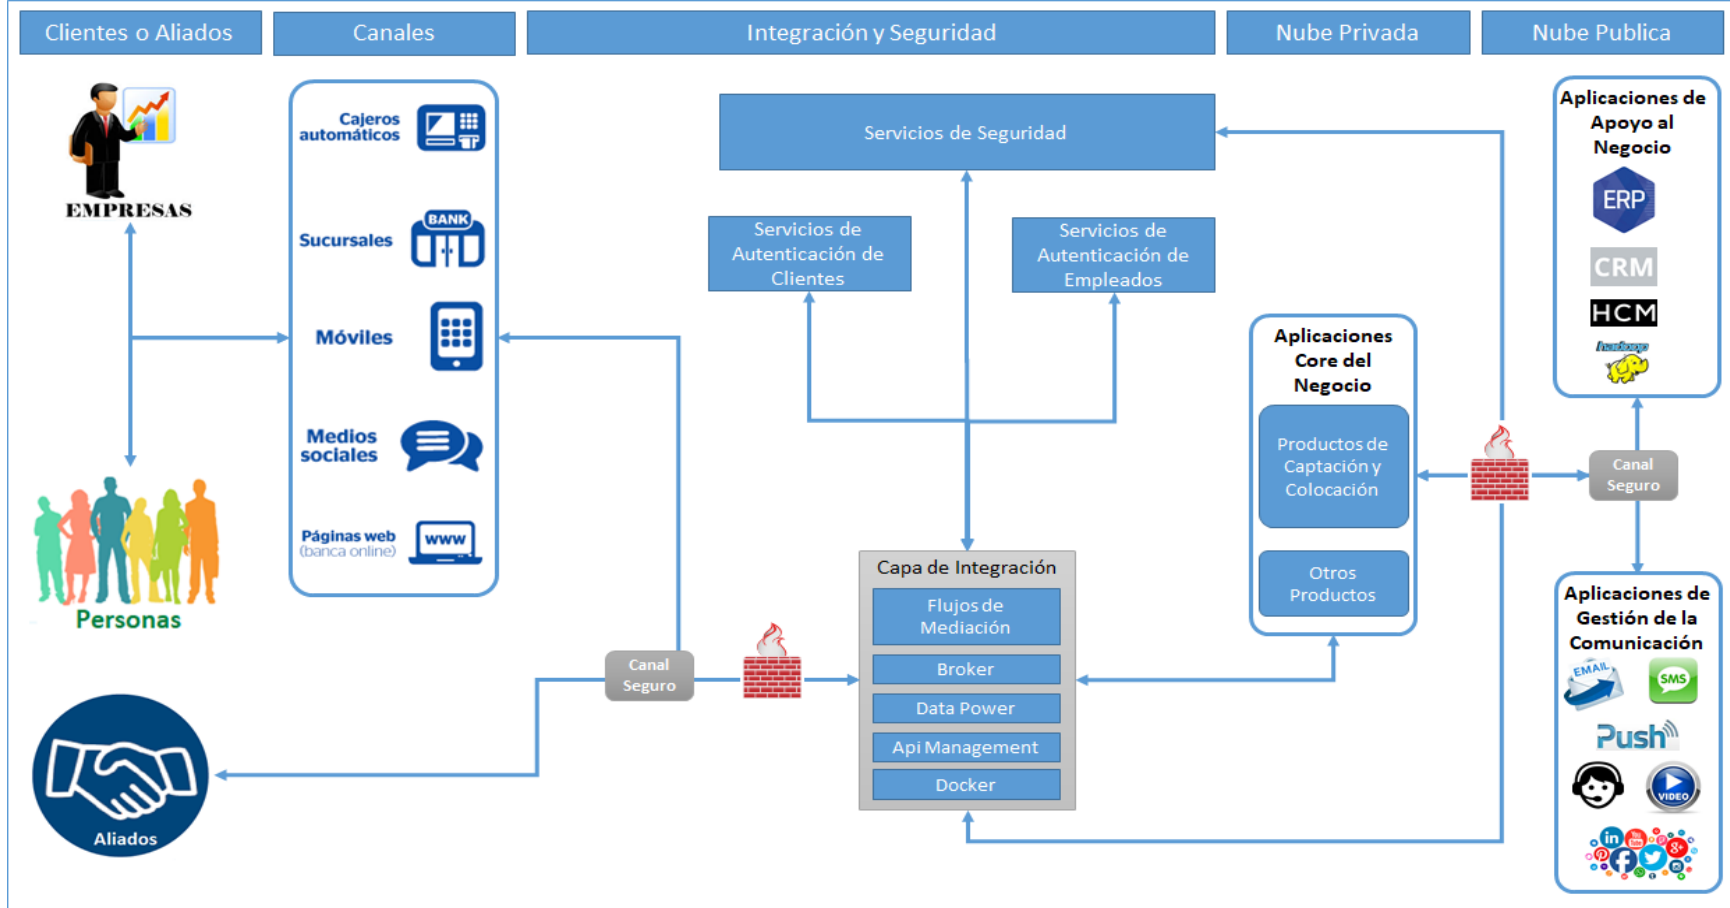 Clientes o Aliados
Canales
Integración y Seguridad
Nube Privada
Nube Publica
EMPRESAS
Personas
Aliados
Cajeros
automáticos
Sucursales
BANK
Móviles
Medios
sociales
Páginas web
(banca online)
www
Canal
Seguro
Servicios de Seguridad
Servicios de
Autenticación de
Clientes
Servicios de
Autenticación de
Empleados
Capa de Integración
Flujos de
Mediación
Broker
Data Power
Api Management
Docker
Aplicaciones
Core del
Negocio
Productos de
Captación y
Colocación
Otros
Productos
Canal
Seguro
Aplicaciones de
Apoyo al
Negocio
ERP
CRM
HCM
Aplicaciones de
Gestión de la
Comunicación
EMAIL
SMS
Push
VIDEO
in
You
Tube
g+